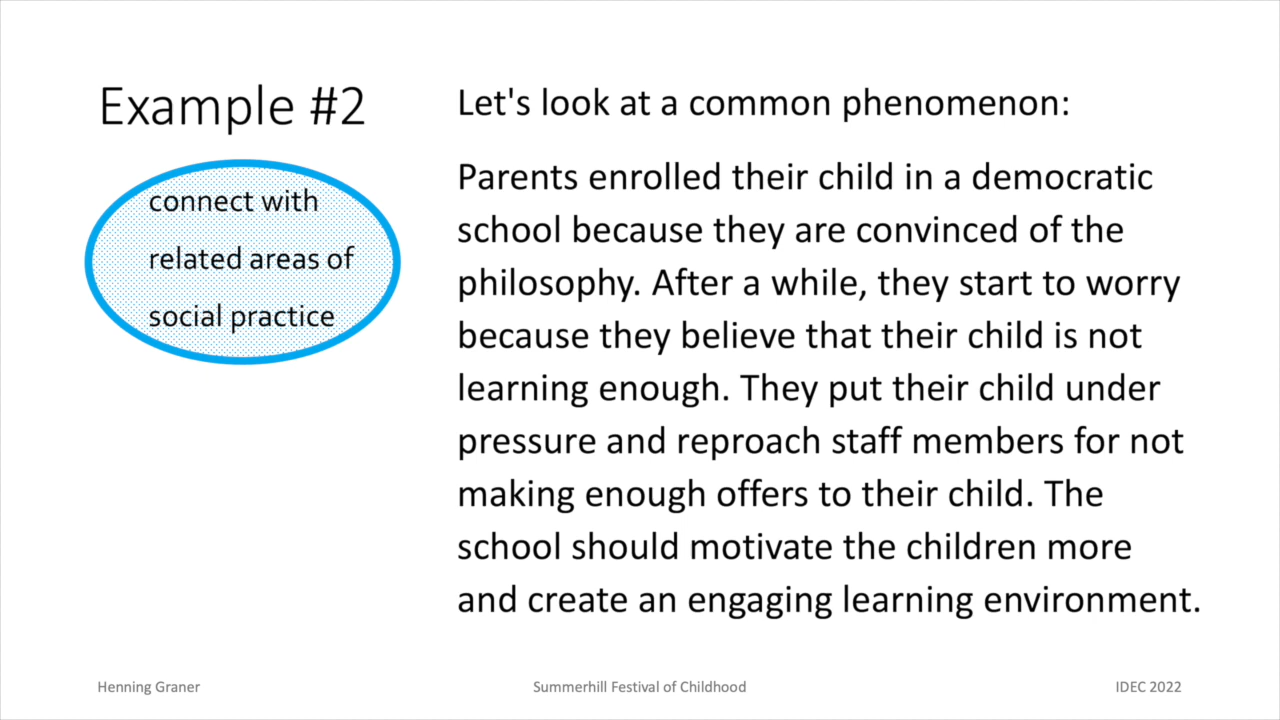 Example #2
connect with
related areas of
social practice
Let's look at a common phenomenon:
Parents enrolled their child in a democratic
school because they are convinced of the
philosophy. After a while, they start to worry
because they believe that their child is not
learning enough. They put their child under
pressure and reproach staff members for not
making enough offers to their child. The
school should motivate the children more
and create an engaging learning environment.
Henning Graner
Summerhill Festival of Childhood
IDEC 2022